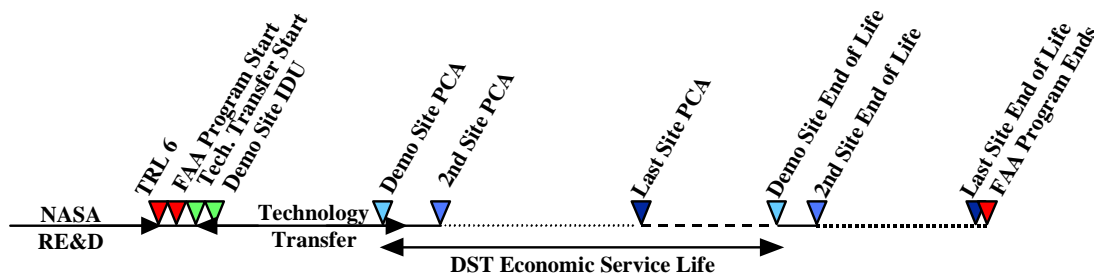 TRL 6
FAA Program Start
Tech. Transfer Start
Demo Site IDU
Demo Site PCA
2nd Site PCA
Last Site PCA
Demo Site End of Life
2nd Site End of Life
Last Site End of Life
FAA Program Ends
NASA
RE&D
Technology
Transfer
DST Economic Service Life